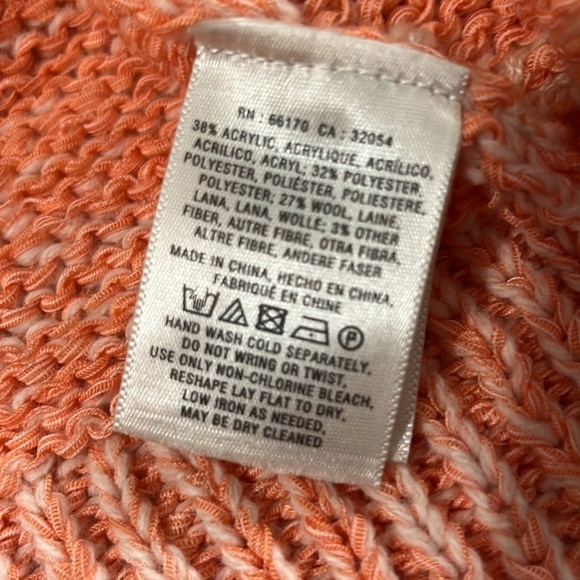 RN : 66170 CA : 32054
38% ACRYLIC, ACRYLIQUE, ACRÍLICO,
ACRILICO, ACRYL; 32% POLYESTER,
POLYESTER, POLIÉSTER, POLIESTERE,
POLYESTER; 27% WOOL, LAINE,
LANA, LANA, WOLLE; 3% OTHER
FIBER, AUTRE FIBRE, OTRA FIBRA,
ALTRE FIBRE, ANDERE FASER
MADE IN CHINA, HECHO EN CHINA,
FABRIQUÉ EN CHINE
P
HAND WASH COLD SEPARATELY,
DO NOT WRING OR TWIST,
USE ONLY NON-CHLORINE BLEACH,
RESHAPE LAY FLAT TO DRY,
LOW IRON AS NEEDED,
MAY BE DRY CLEANED